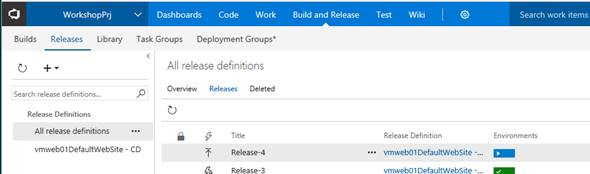 WorkshopPrj Dashboards Code Work Build and Release Test Wiki Search work items
Builds Releases Library Task Groups Deployment Groups*
All release definitions
Search release definitions...
Overview Releases Deleted
Release Definitions
All release definitions ...
vmweb01DefaultWebSite - CD
Title Release Definition Environments
Release-4 ... vmweb01DefaultWebSite -...
Release-3 vmweb01DefaultWebSite -...